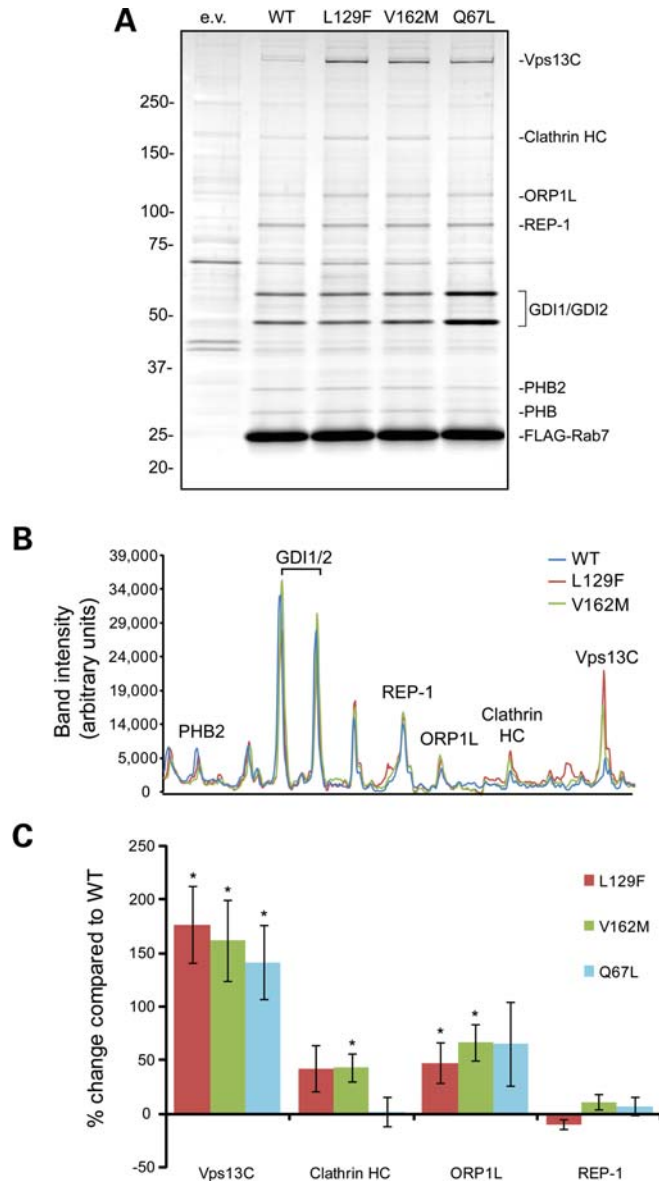 A
e.v. WT L129F V162M Q67L
250-
150-
100-
75-
50-
37-
25-
20-
-Vps13C
-Clathrin HC
-ORP1L
-REP-1
GDI1/GDI2
-PHB2
-PHB
-FLAG-Rab7
B
Band intensity
(arbitrary units)
39,000
34,000
29,000
24,000
19,000
14,000
5,000
0
PHB2
GDI1/2
REP-1
ORP1L
Clathrin
HC
Vps13C
WT
L129F
V162M
C
% change compared to WT
250
200
150
100
50
0
-50
* * *
*
* *
L129F
V162M
Q67L
Vps13C Clathrin HC ORP1L REP-1